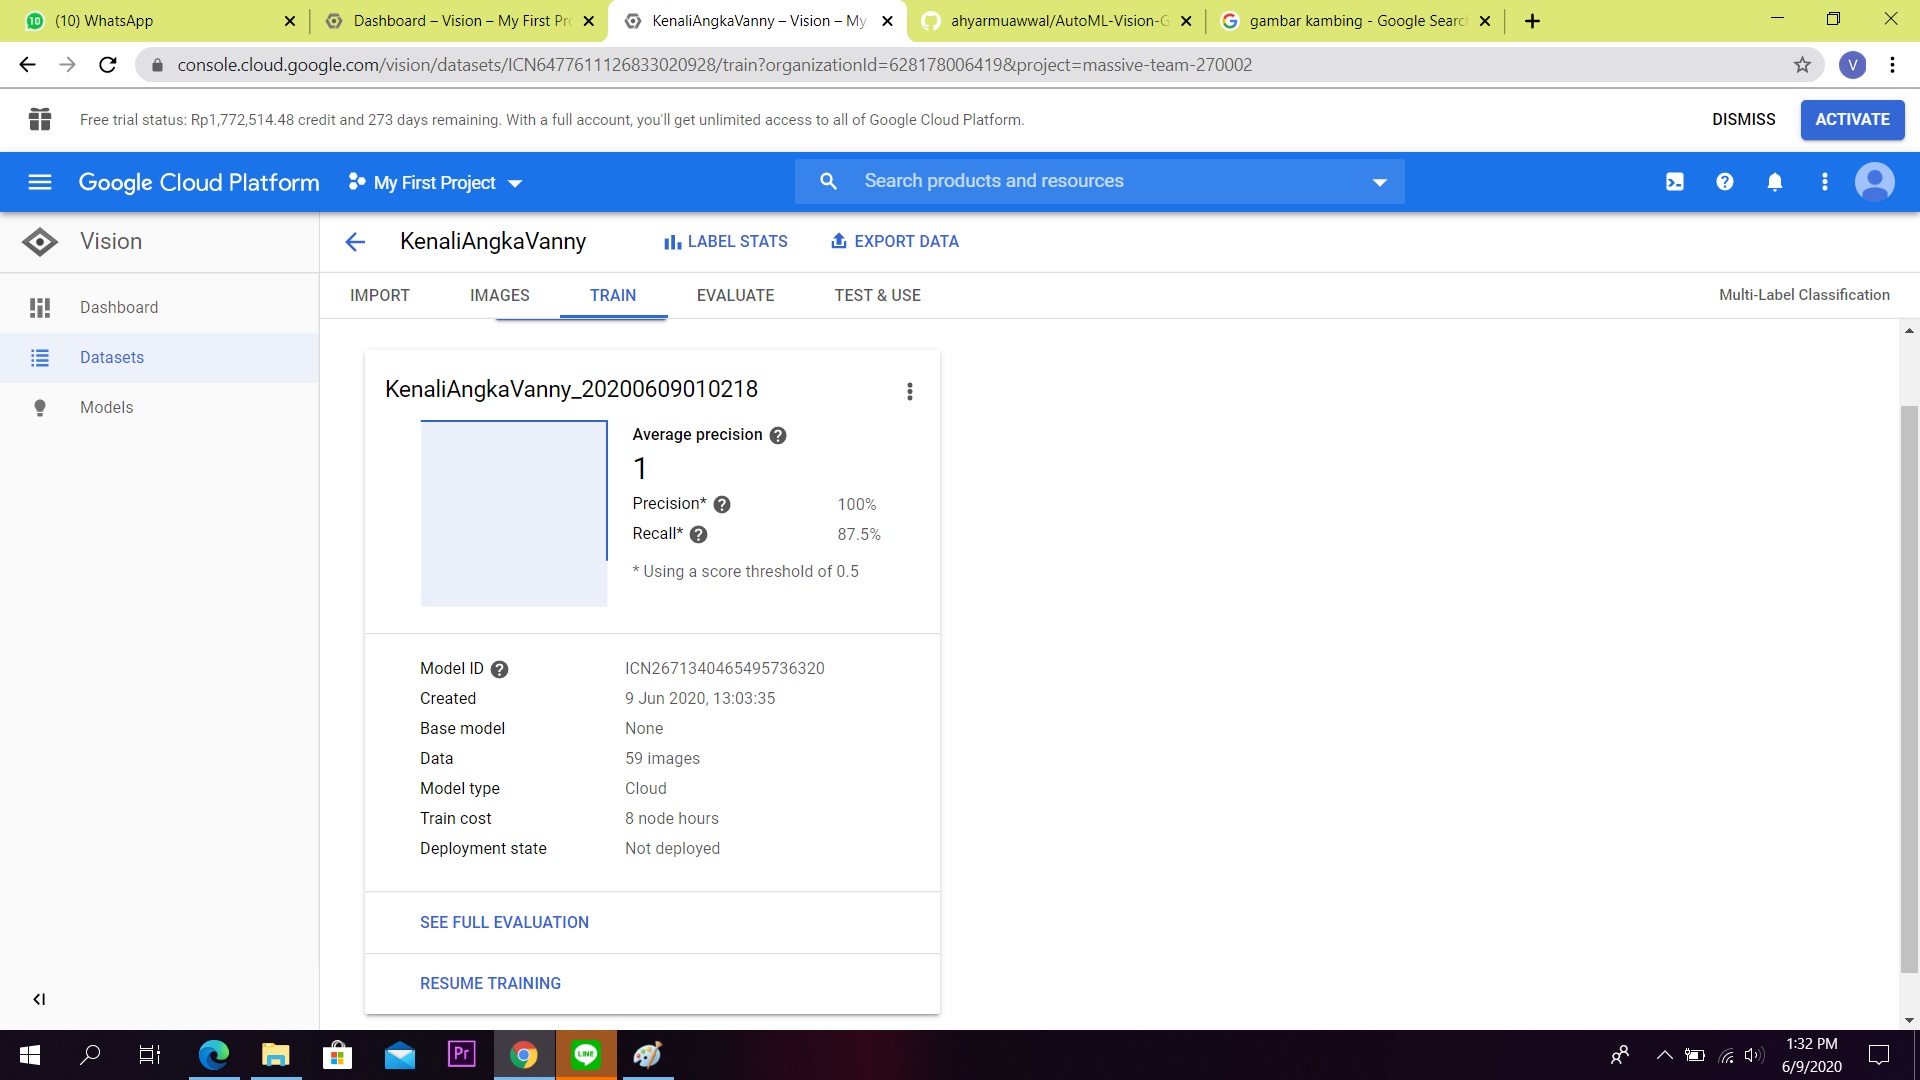 10 (10) WhatsApp
Dashboard – Vision – My First Pr
KenaliAngkaVanny – Vision – My
ahyarmuawwal/AutoML-Vision-G
gambar kambing - Google Search
console.cloud.google.com/vision/datasets/ICN6477611126833020928/train?organizationId=628178006419&project=massive-team-270002
V
Free trial status: Rp1,772,514.48 credit and 273 days remaining. With a full account, you'll get unlimited access to all of Google Cloud Platform.
DISMISS
ACTIVATE
Google Cloud Platform
My First Project
Search products and resources
Vision
KenaliAngkaVanny
LABEL STATS
EXPORT DATA
Dashboard
Datasets
Models
IMPORT
IMAGES
TRAIN
EVALUATE
TEST & USE
Multi-Label Classification
KenaliAngkaVanny_20200609010218
Average precision ?
1
Precision* ? 100%
Recall* ? 87.5%
* Using a score threshold of 0.5
Model ID ? ICN2671340465495736320
Created 9 Jun 2020, 13:03:35
Base model None
Data 59 images
Model type Cloud
Train cost 8 node hours
Deployment state Not deployed
SEE FULL EVALUATION
RESUME TRAINING
Pr
LINE
1:32 PM
6/9/2020